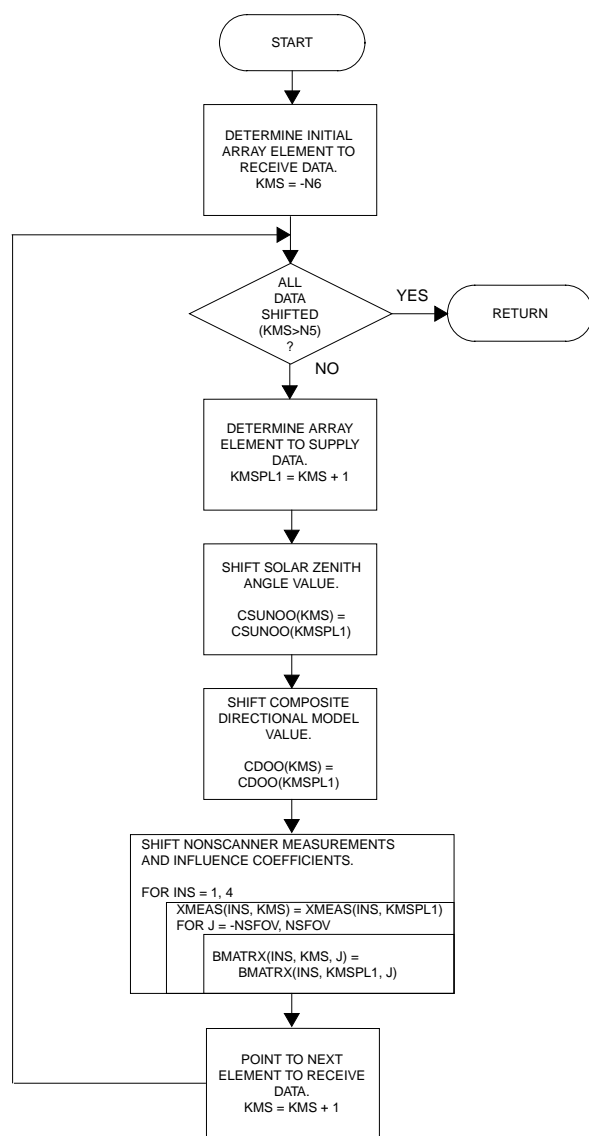 START
DETERMINE INITIAL
ARRAY ELEMENT TO
RECEIVE DATA.
KMS = -N6
ALL
DATA
SHIFTED
(KMS>N5)
?
YES
RETURN
NO
DETERMINE ARRAY
ELEMENT TO SUPPLY
DATA.
KMSPL1 = KMS + 1
SHIFT SOLAR ZENITH
ANGLE VALUE.
CSUNOO(KMS) =
CSUNOO(KMSPL1)
SHIFT COMPOSITE
DIRECTIONAL MODEL
VALUE.
CDOO(KMS) =
CDOO(KMSPL1)
SHIFT NONSCANNER MEASUREMENTS
AND INFLUENCE COEFFICIENTS.
FOR INS = 1, 4
XMEAS(INS, KMS) = XMEAS(INS, KMSPL1)
FOR J = -NSFOV, NSFOV
BMATRX(INS, KMS, J) =
BMATRX(INS, KMSPL1, J)
POINT TO NEXT
ELEMENT TO RECEIVE
DATA.
KMS = KMS + 1